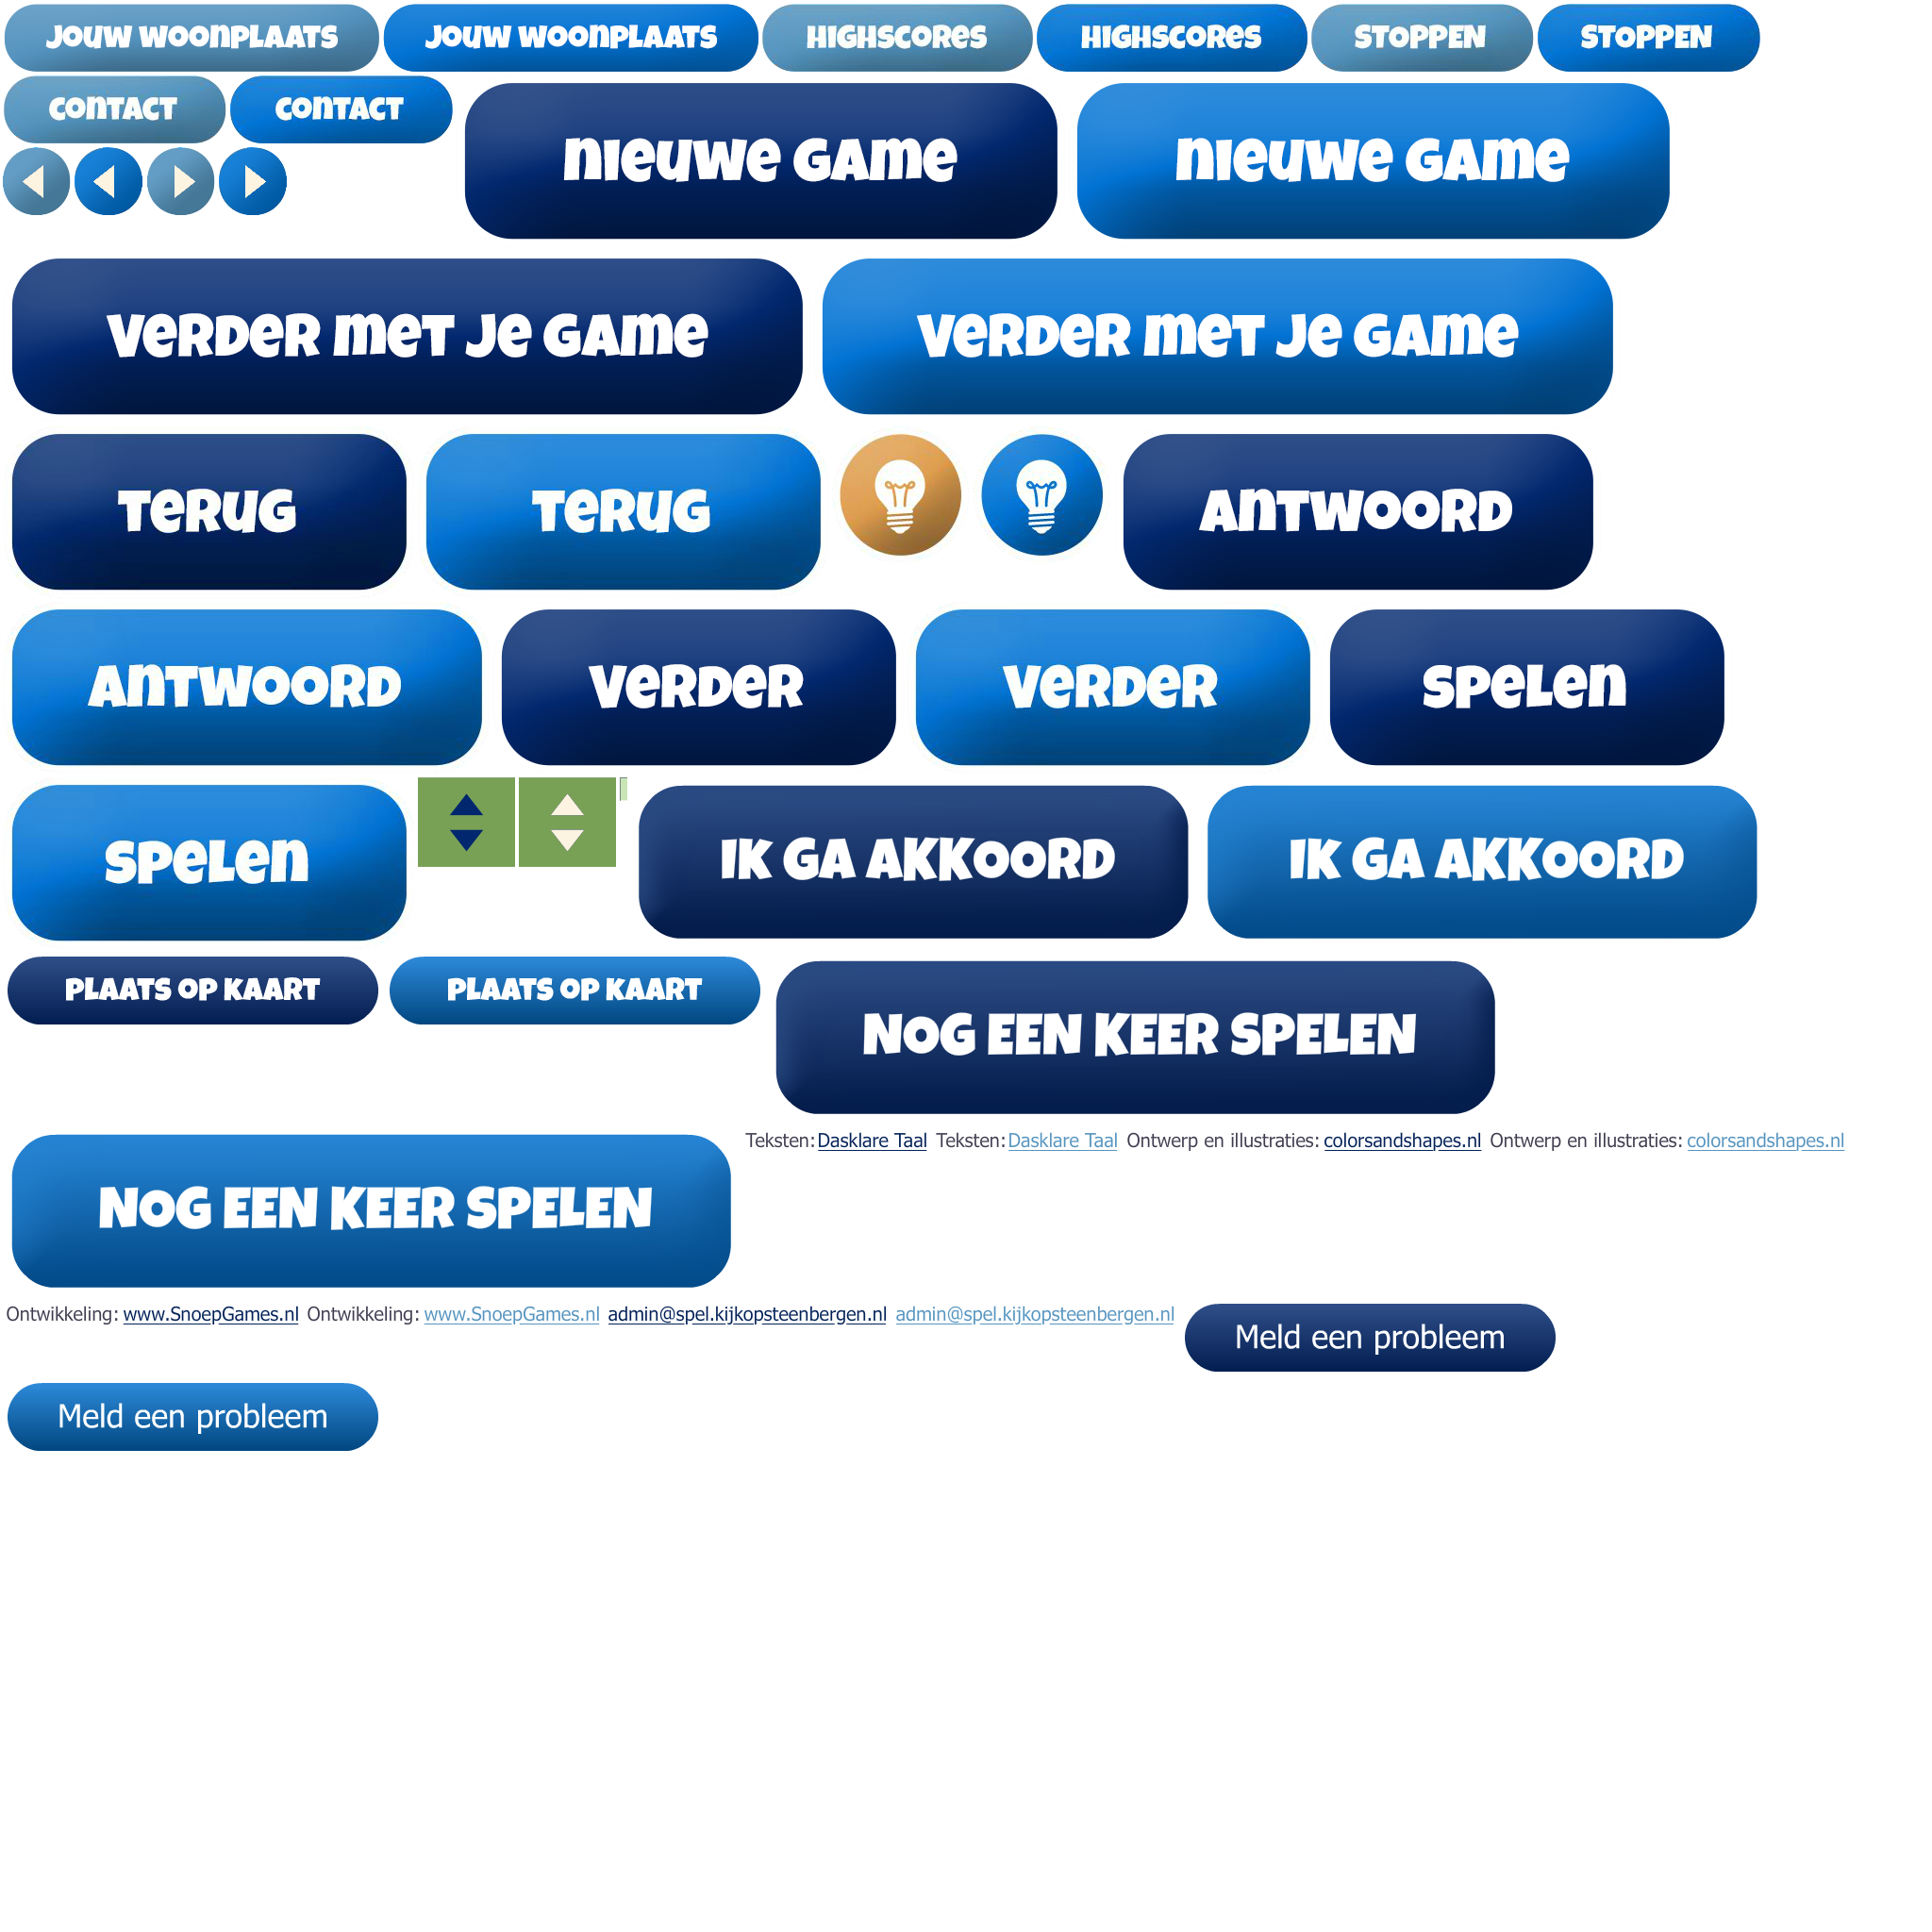 JOUW WOONPLAATS JOUW WOONPLAATS HIGHSCORES HIGHSCORES STOPPEN STOPPEN
CONTACT CONTACT
NIEUWE GAME NIEUWE GAME
VERDER MET JE GAME VERDER MET JE GAME
TERUG TERUG ANTWOORD
ANTWOORD VERDER VERDER SPELEN
SPELEN IK GA AKKOORD IK GA AKKOORD
PLAATS OP KAART PLAATS OP KAART
NOG EEN KEER SPELEN
Teksten: Dasklare Taal Teksten: Dasklare Taal Ontwerp en illustraties: colorsandshapes.nl Ontwerp en illustraties: colorsandshapes.nl
NOG EEN KEER SPELEN
Ontwikkeling: www.SnoepGames.nl Ontwikkeling: www.SnoepGames.nl admin@spel.kijkopsteenbergen.nl admin@spel.kijkopsteenbergen.nl
Meld een probleem
Meld een probleem